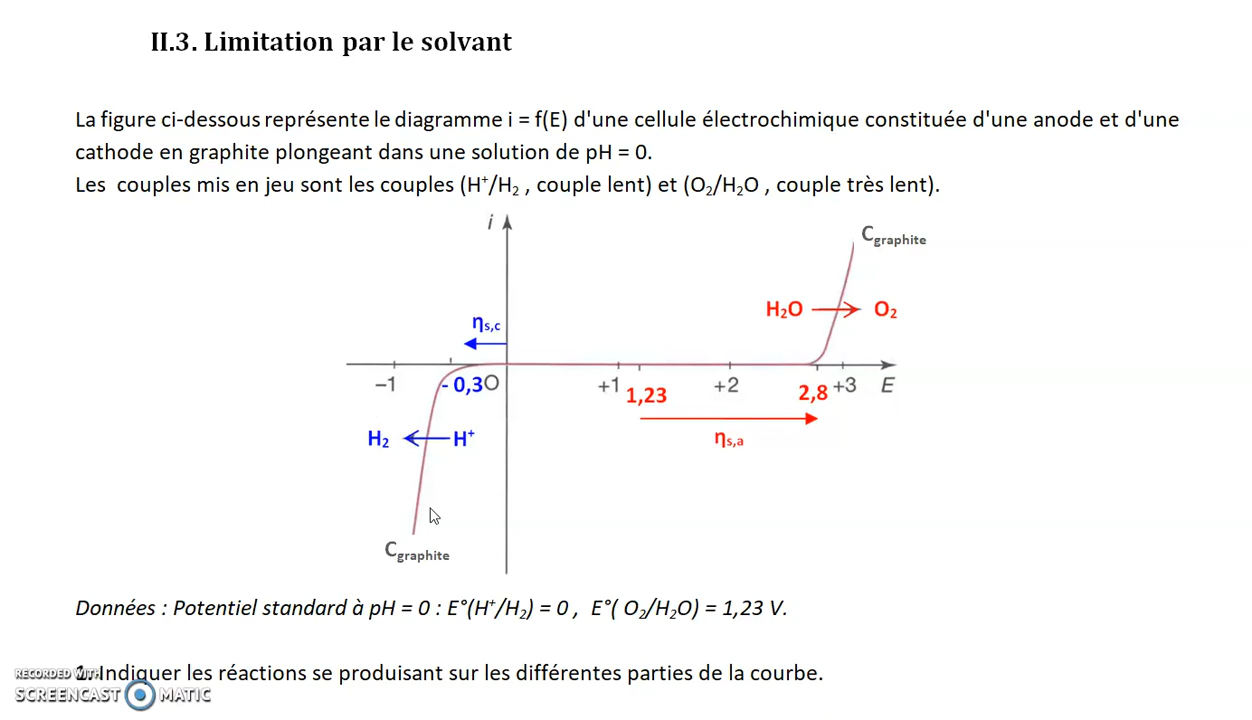 II.3. Limitation par le solvant
La figure ci-dessous représente le diagramme i = f(E) d'une cellule électrochimique constituée d'une anode et d'une
cathode en graphite plongeant dans une solution de pH = 0.
Les couples mis en jeu sont les couples (H⁺/H₂ , couple lent) et (O₂/H₂O , couple très lent).
i
C graphite
H₂O O₂
ηs,c
−1 - 0,3 O +1 1,23 +2 2,8 +3 E
H₂ H⁺ ηs,a
C graphite
Données : Potentiel standard à pH = 0 : E°(H⁺/H₂) = 0 , E°( O₂/H₂O) = 1,23 V.
1. Indiquer les réactions se produisant sur les différentes parties de la courbe.
RECORDED WITH
SCREENCAST MATIC